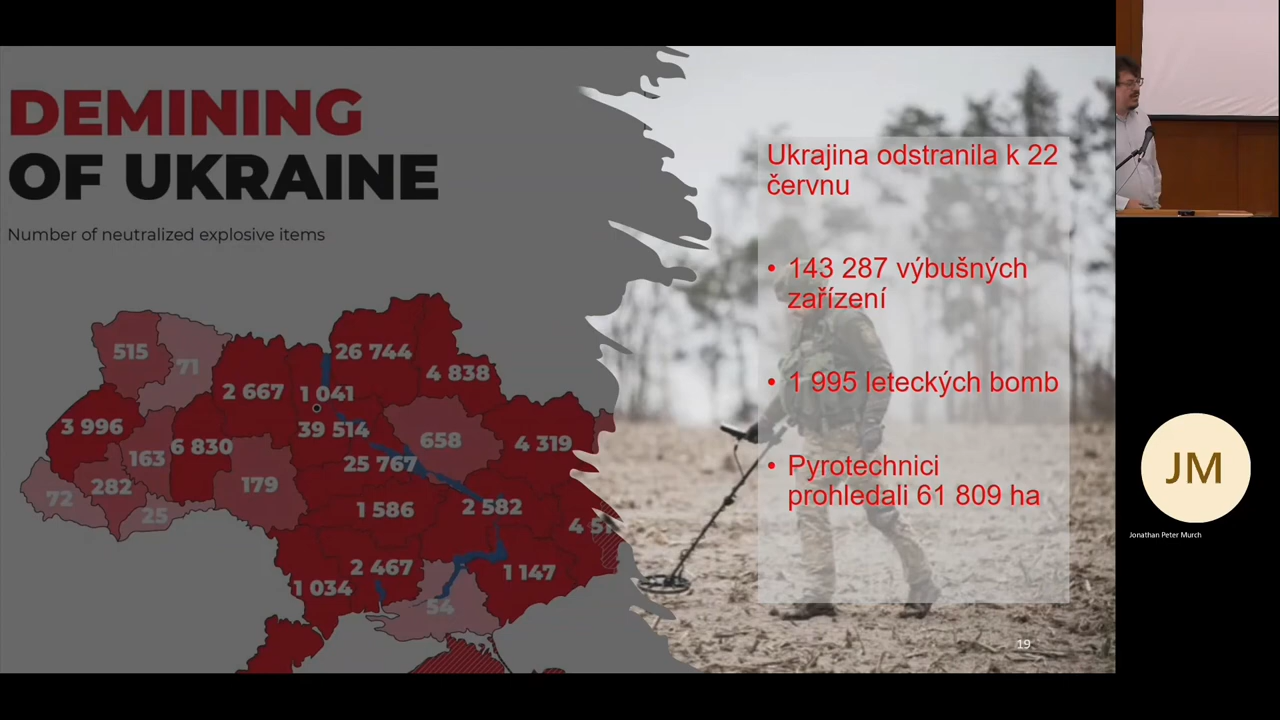 DEMINING
OF UKRAINE
Number of neutralized explosive items
515
71
2 667
1 041
26 744
4 838
3 996
163
6 830
39 514
658
4 319
25 767
72
282
25
179
1 586
2 582
2 467
1 034
1 147
54
Ukrajina odstranila k 22
červnu
• 143 287 výbušných
zařízení
• 1 995 leteckých bomb
• Pyrotechnici
prohledali 61 809 ha
19
JM
Jonathan Peter Murch